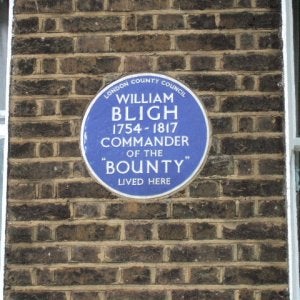 LONDON COUNTY COUNCIL
WILLIAM
BLIGH
1754-1817
COMMANDER
OF THE
"BOUNTY"
LIVED HERE